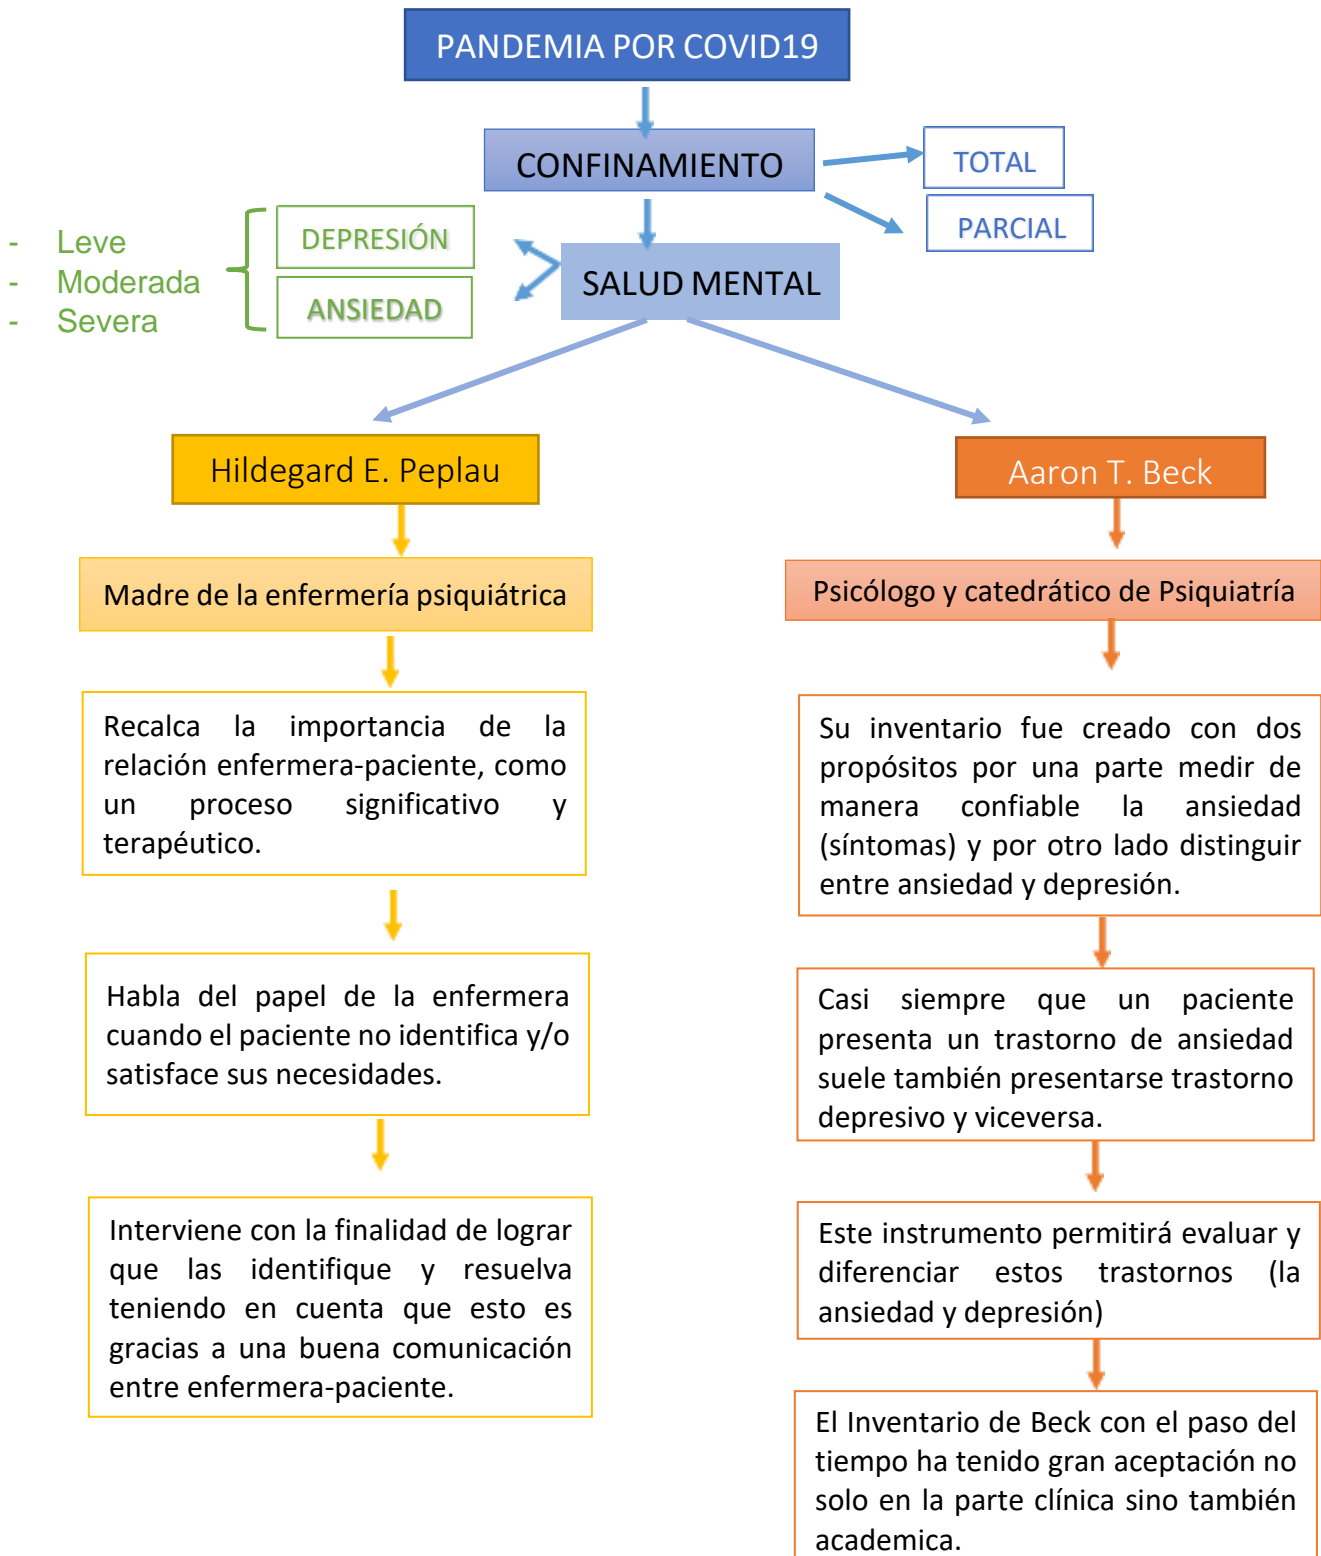 PANDEMIA POR COVID19
CONFINAMIENTO
TOTAL
PARCIAL
SALUD MENTAL
DEPRESIÓN
ANSIEDAD
- Leve
- Moderada
- Severa
Hildegard E. Peplau
Madre de la enfermería psiquiátrica
Recalca la importancia de la
relación enfermera-paciente, como
un proceso significativo y
terapéutico.
Habla del papel de la enfermera
cuando el paciente no identifica y/o
satisface sus necesidades.
Interviene con la finalidad de lograr
que las identifique y resuelva
teniendo en cuenta que esto es
gracias a una buena comunicación
entre enfermera-paciente.
Aaron T. Beck
Psicólogo y catedrático de Psiquiatría
Su inventario fue creado con dos
propósitos por una parte medir de
manera confiable la ansiedad
(síntomas) y por otro lado distinguir
entre ansiedad y depresión.
Casi siempre que un paciente
presenta un trastorno de ansiedad
suele también presentarse trastorno
depresivo y viceversa.
Este instrumento permitirá evaluar y
diferenciar estos trastornos (la
ansiedad y depresión)
El Inventario de Beck con el paso del
tiempo ha tenido gran aceptación no
solo en la parte clínica sino también
academica.